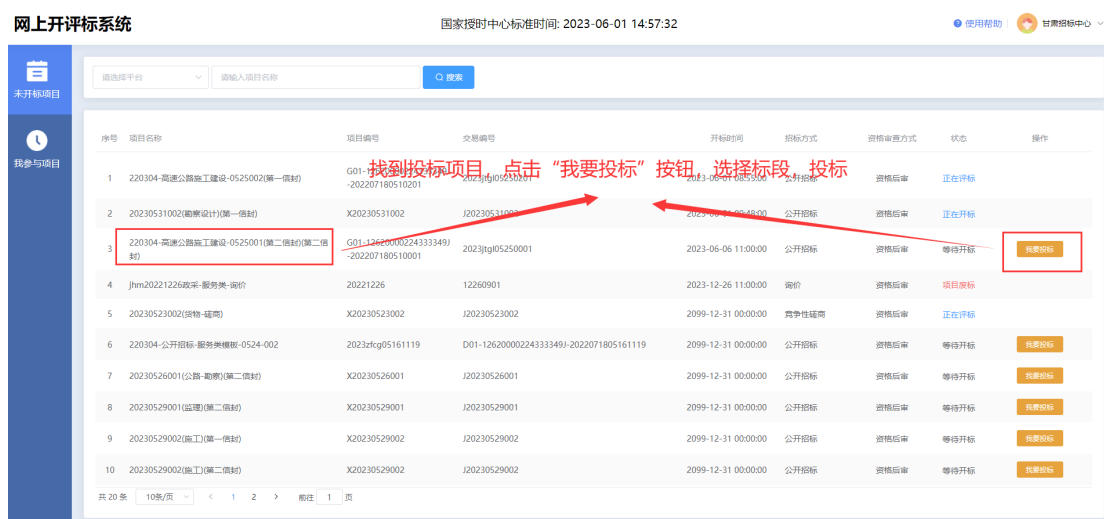 网上开评标系统 国家授时中心标准时间: 2023-06-01 14:57:32 使用帮助 甘肃招标中心
未开标项目
我参与项目
请选择平台 请输入项目名称 搜索
序号 项目名称 项目编号 交易编号 开标时间 招标方式 资格审查方式 状态 操作
找到投标项目,点击“我要投标”按钮,选择标段,投标
1 220304-高速公路施工建设-0525002(第一信封) -202207180510201 2023jtgl05250201 2023-06-01 08:55:00 公开招标 资格后审 正在评标
2 20230531002(勘察设计)(第一信封) X20230531002 J20230531002 公开招标 资格后审 正在开标
3 220304-高速公路施工建设-0525001(第二信封)(第二信封) G01-12620000224333349J-202207180510001 2023jtgl05250001 2023-06-06 11:00:00 公开招标 资格后审 等待开标 我要投标
4 jhm20221226政采-服务类-询价 20221226 12260901 2023-12-26 11:00:00 询价 资格后审 项目废标
5 20230523002(货物-磋商) X20230523002 J20230523002 2099-12-31 00:00:00 竞争性磋商 资格后审 正在评标
6 220304-公开招标-服务类模板-0524-002 2023zfcg05161119 D01-12620000224333349J-2022071805161119 2099-12-31 00:00:00 公开招标 资格后审 等待开标 我要投标
7 20230526001(公路-勘察)(第二信封) X20230526001 J20230526001 2099-12-31 00:00:00 公开招标 资格后审 等待开标 我要投标
8 20230529001(监理)(第二信封) X20230529001 J20230529001 2099-12-31 00:00:00 公开招标 资格后审 等待开标 我要投标
9 20230529002(施工)(第一信封) X20230529002 J20230529002 2099-12-31 00:00:00 公开招标 资格后审 等待开标 我要投标
10 20230529002(施工)(第二信封) X20230529002 J20230529002 2099-12-31 00:00:00 公开招标 资格后审 等待开标 我要投标
共 20 条 10条/页 < 1 2 > 前往 1 页